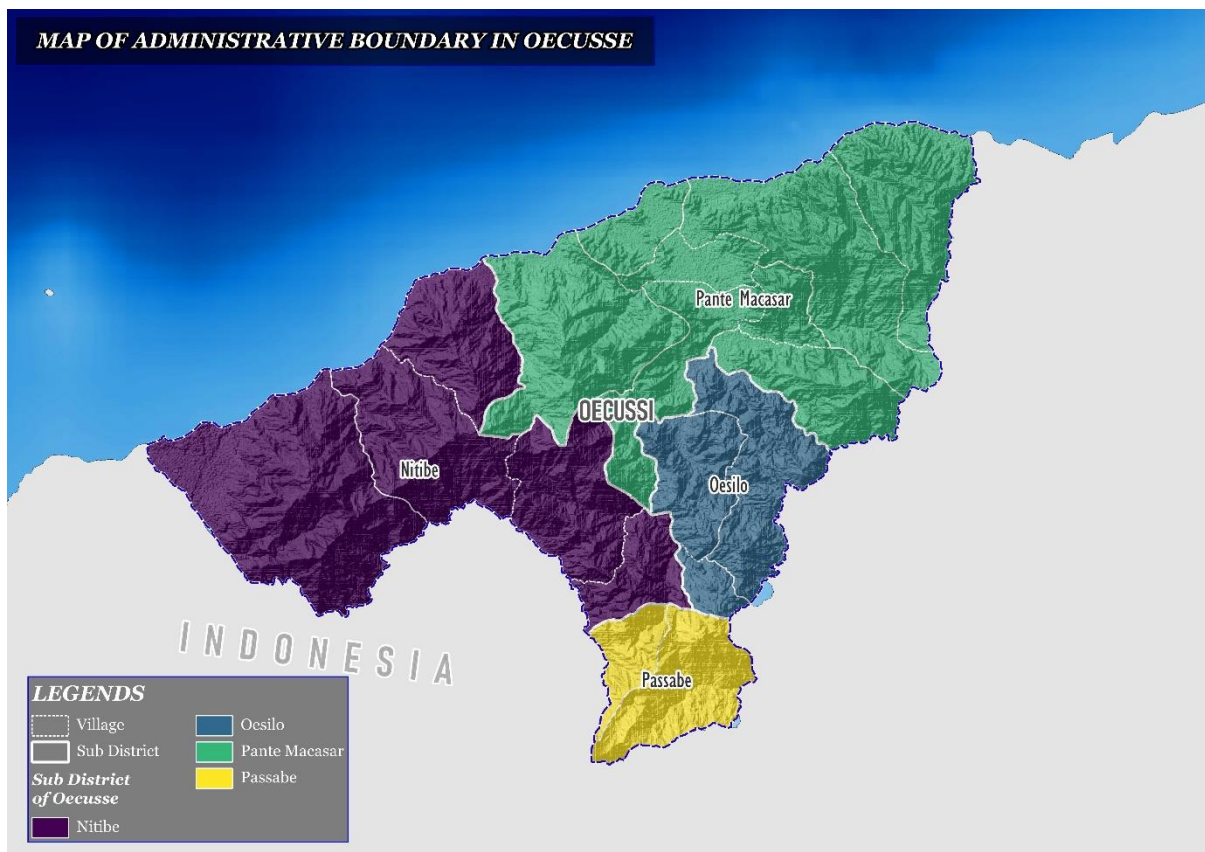 MAP OF ADMINISTRATIVE BOUNDARY IN OECUSSE
Pante Macasar
OECUSSI
Nitibe
Oesilo
INDONESIA
Passabe
LEGENDS
Village
Sub District
Sub District
of Oecusse
Nitibe
Oesilo
Pante Macasar
Passabe